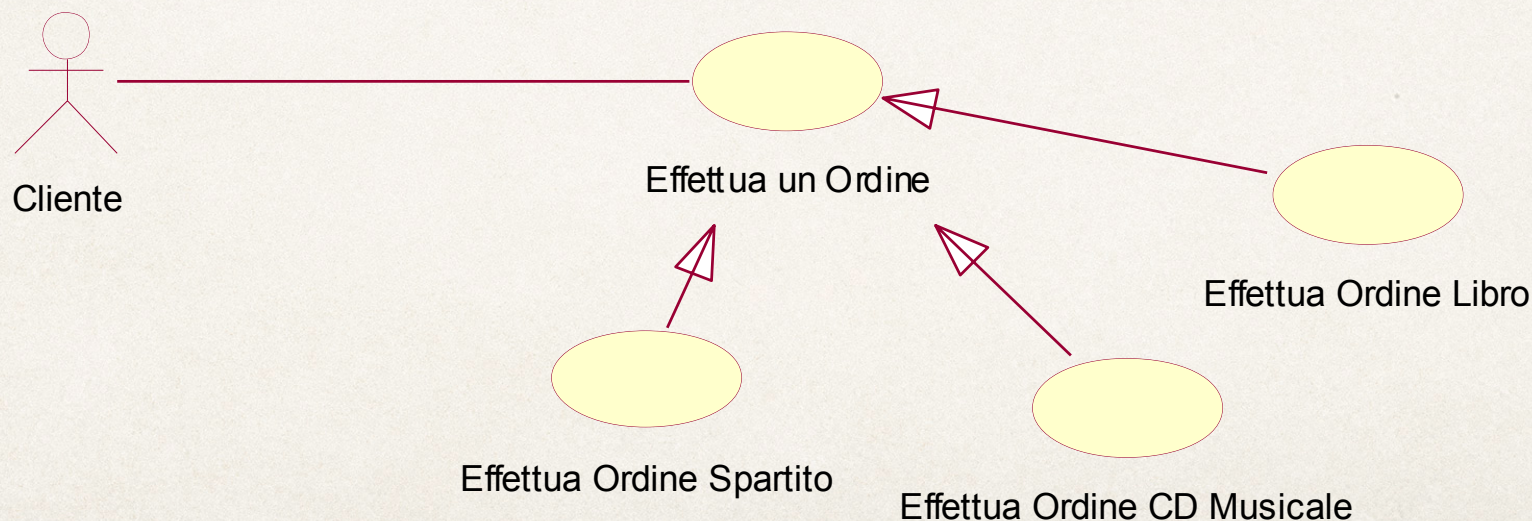 Cliente
Effettua un Ordine
Effettua Ordine Libro
Effettua Ordine Spartito
Effettua Ordine CD Musicale